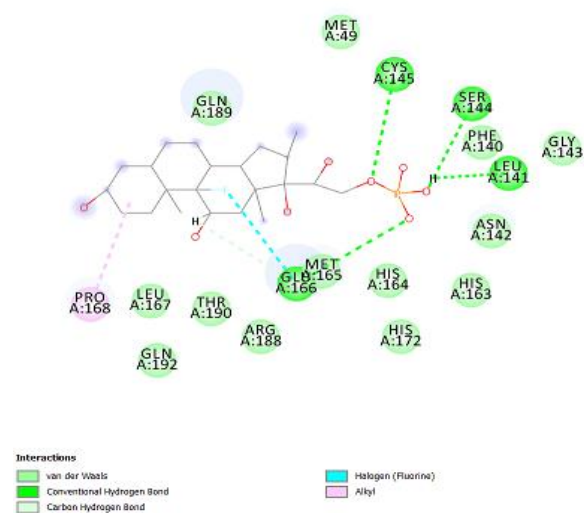 MET
A:49
CYS
A:145
GLN
A:189
SER
A:144
PHE
A:140
GLY
A:143
LEU
A:141
H
ASN
A:142
H
MET
A:165
GLU
A:166
HIS
A:164
HIS
A:163
PRO
A:168
LEU
A:167
THR
A:190
ARG
A:188
HIS
A:172
GLN
A:192
Interactions
van der Waals
Conventional Hydrogen Bond
Carbon Hydrogen Bond
Halogen (Fluorine)
Alkyl